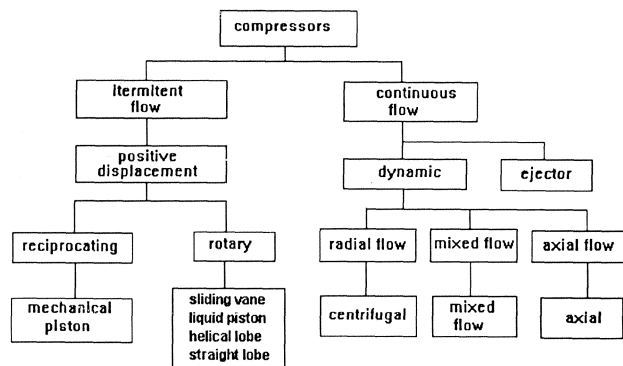 compressors
itermitent
flow
continuous
flow
positive
displacement
dynamic
ejector
reciprocating
rotary
radial flow
mixed flow
axial flow
mechanical
piston
sliding vane
liquid piston
helical lobe
straight lobe
centrifugal
mixed
flow
axial